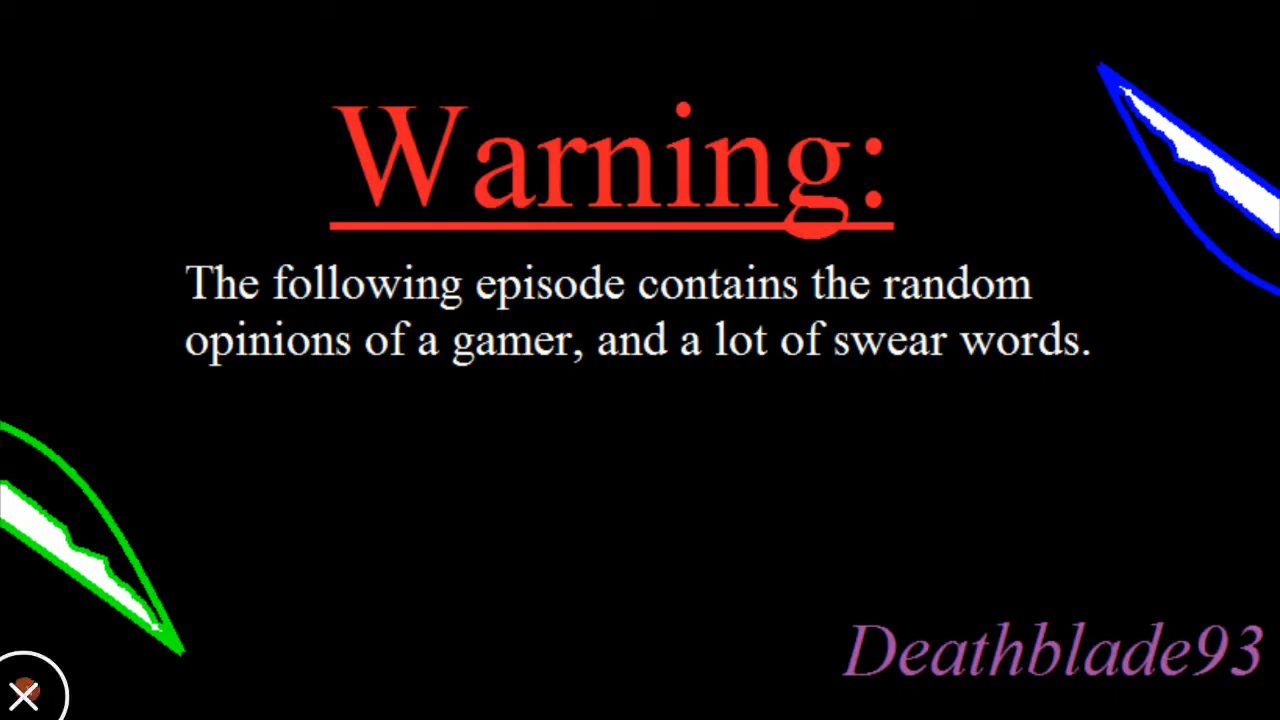 Warning:
The following episode contains the random
opinions of a gamer, and a lot of swear words.
Deathblade93